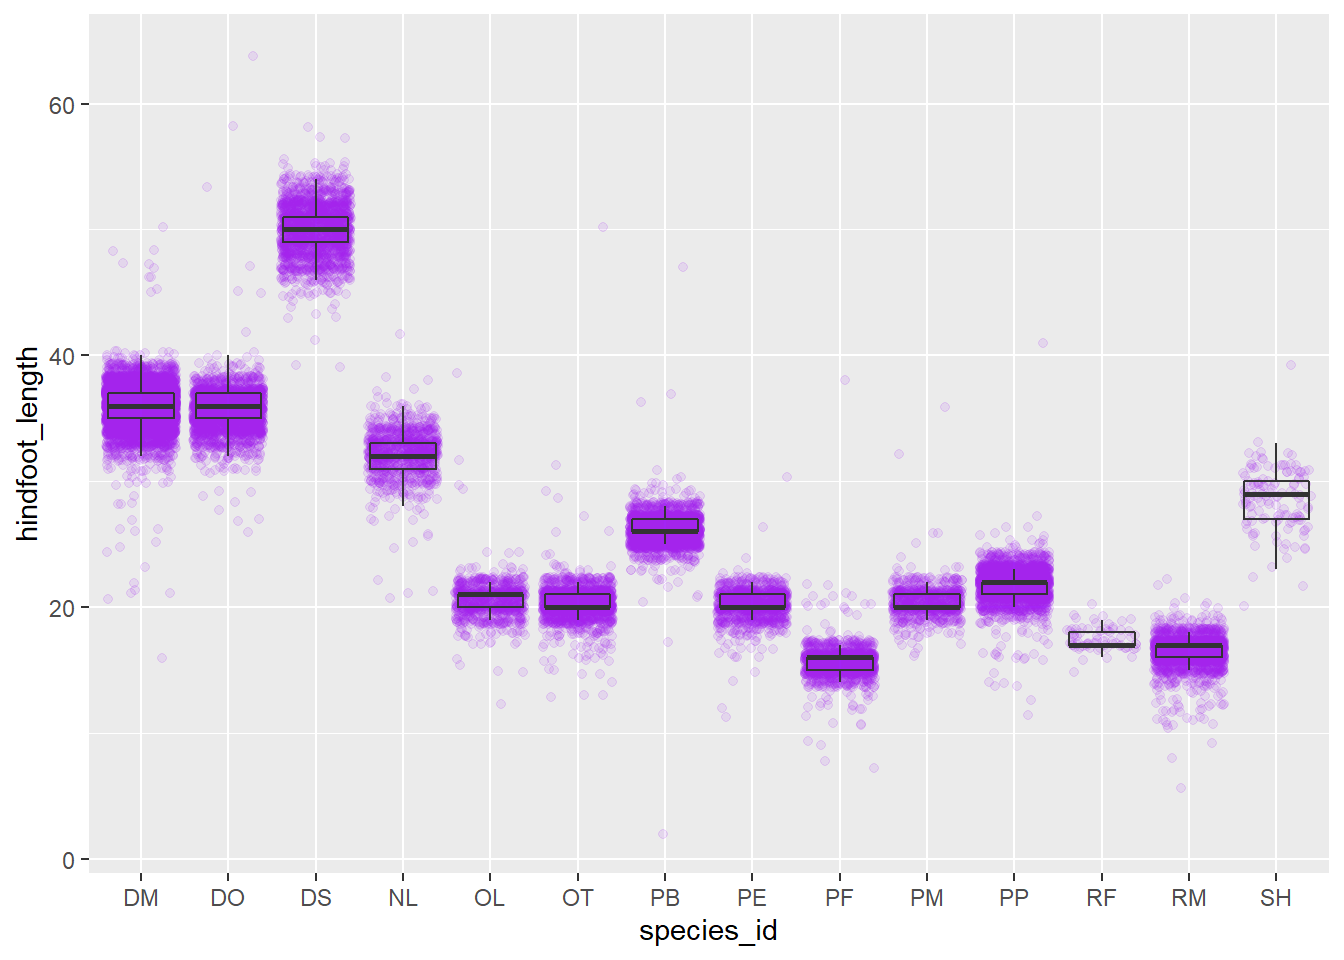 hindfoot_length
60
40
20
0
DM DO DS NL OL OT PB PE PF PM PP RF RM SH
species_id